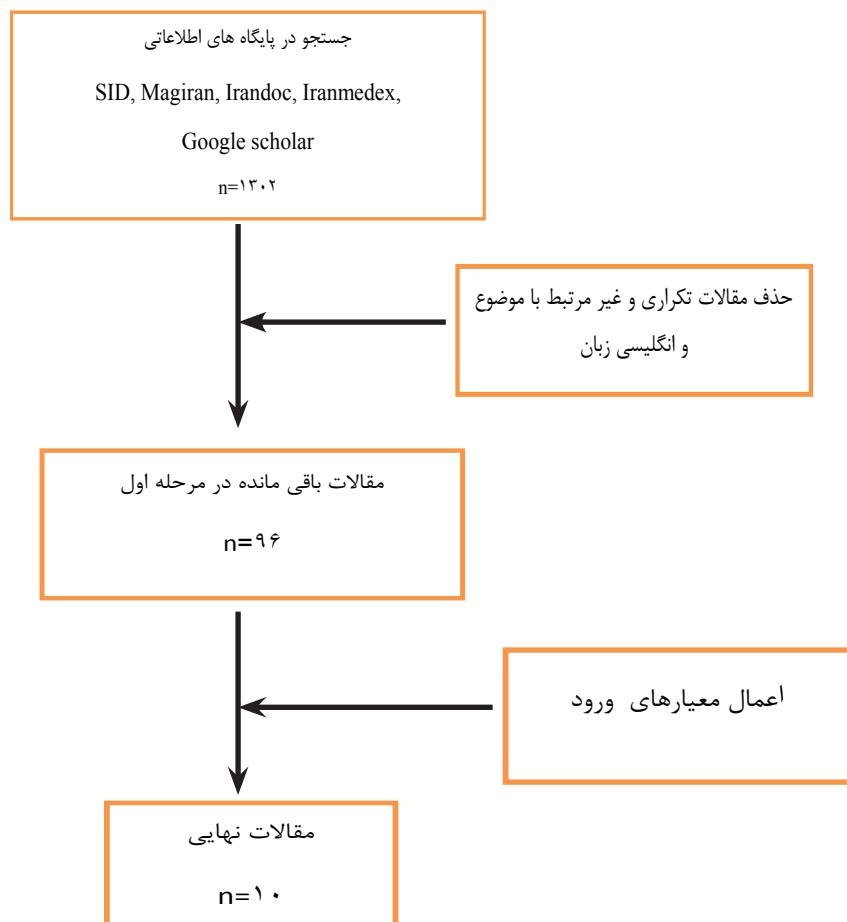 جستجو در پایگاه های اطلاعاتی
SID, Magiran, Irandoc, Iranmedex,
Google scholar
n=۱۳۰۲
حذف مقالات تکراری و غیر مرتبط با موضوع
و انگلیسی زبان
مقالات باقی مانده در مرحله اول
n=۹۶
اعمال معیارهای ورود
مقالات نهایی
n=۱۰